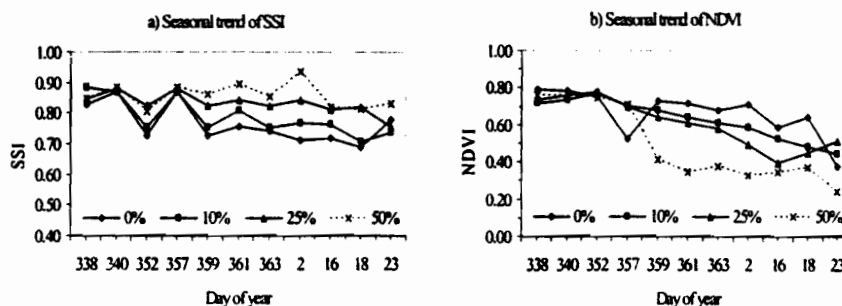 a) Seasonal trend of SSI
1.00
0.90
0.80
0.70
0.60
0.50
0.40
SSI
0% 10% 25% 50%
338 340 352 357 359 361 363 2 16 18 23
Day of year
b) Seasonal trend of NDVI
1.00
0.80
0.60
0.40
0.20
0.00
NDVI
0% 10% 25% 50%
338 340 352 357 359 361 363 2 16 18 23
Day of year